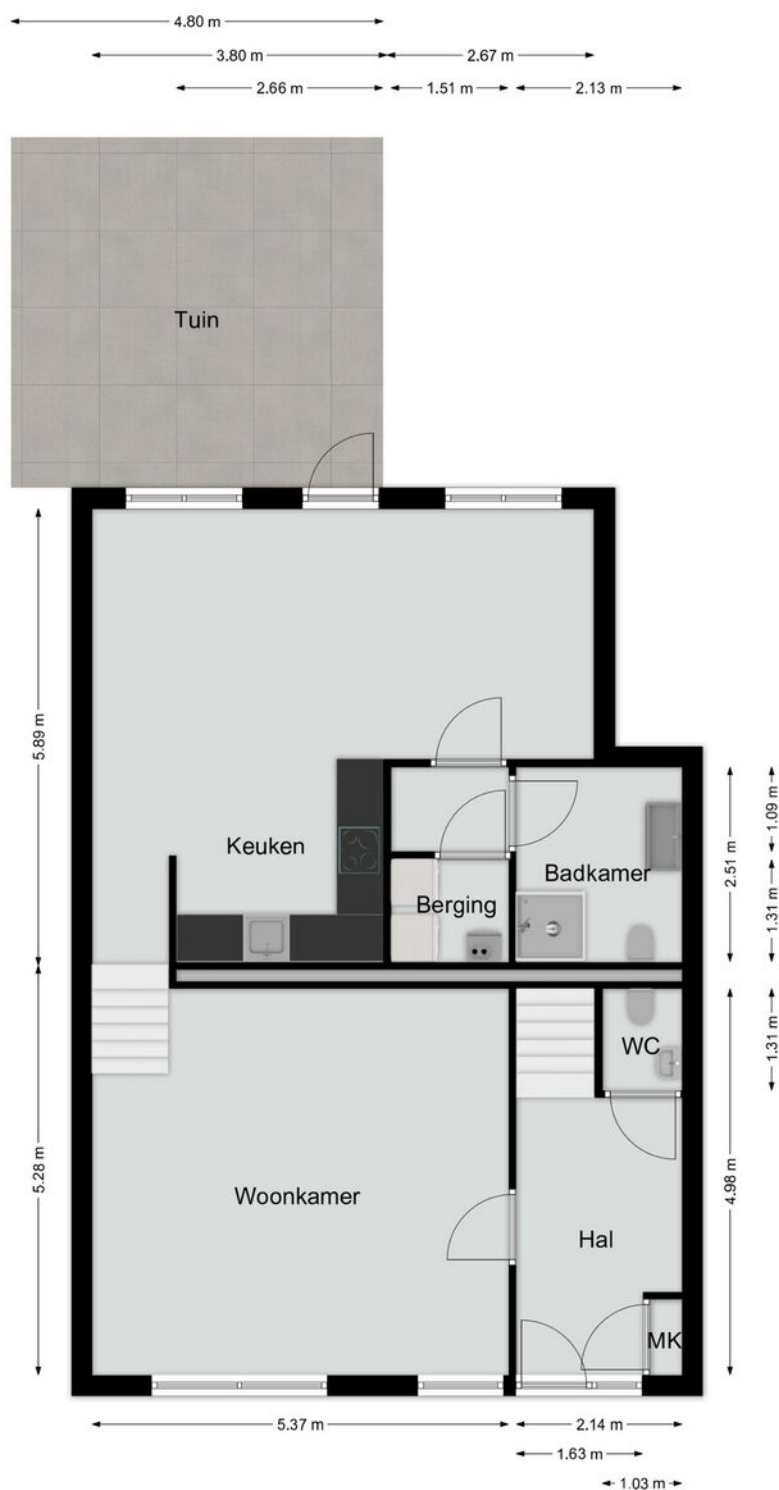 4.80 m
3.80 m
2.67 m
2.66 m
1.51 m
2.13 m
Tuin
5.89 m
Keuken
Badkamer
Berging
2.51 m
1.09 m
1.31 m
WC
1.31 m
5.28 m
Woonkamer
Hal
4.98 m
MK
5.37 m
2.14 m
1.63 m
1.03 m